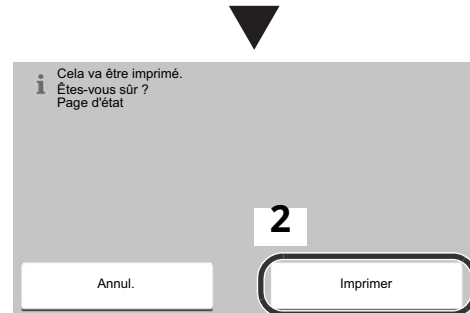 Cela va être imprimé.
Êtes-vous sûr ?
Page d'état
2
Annul.
Imprimer